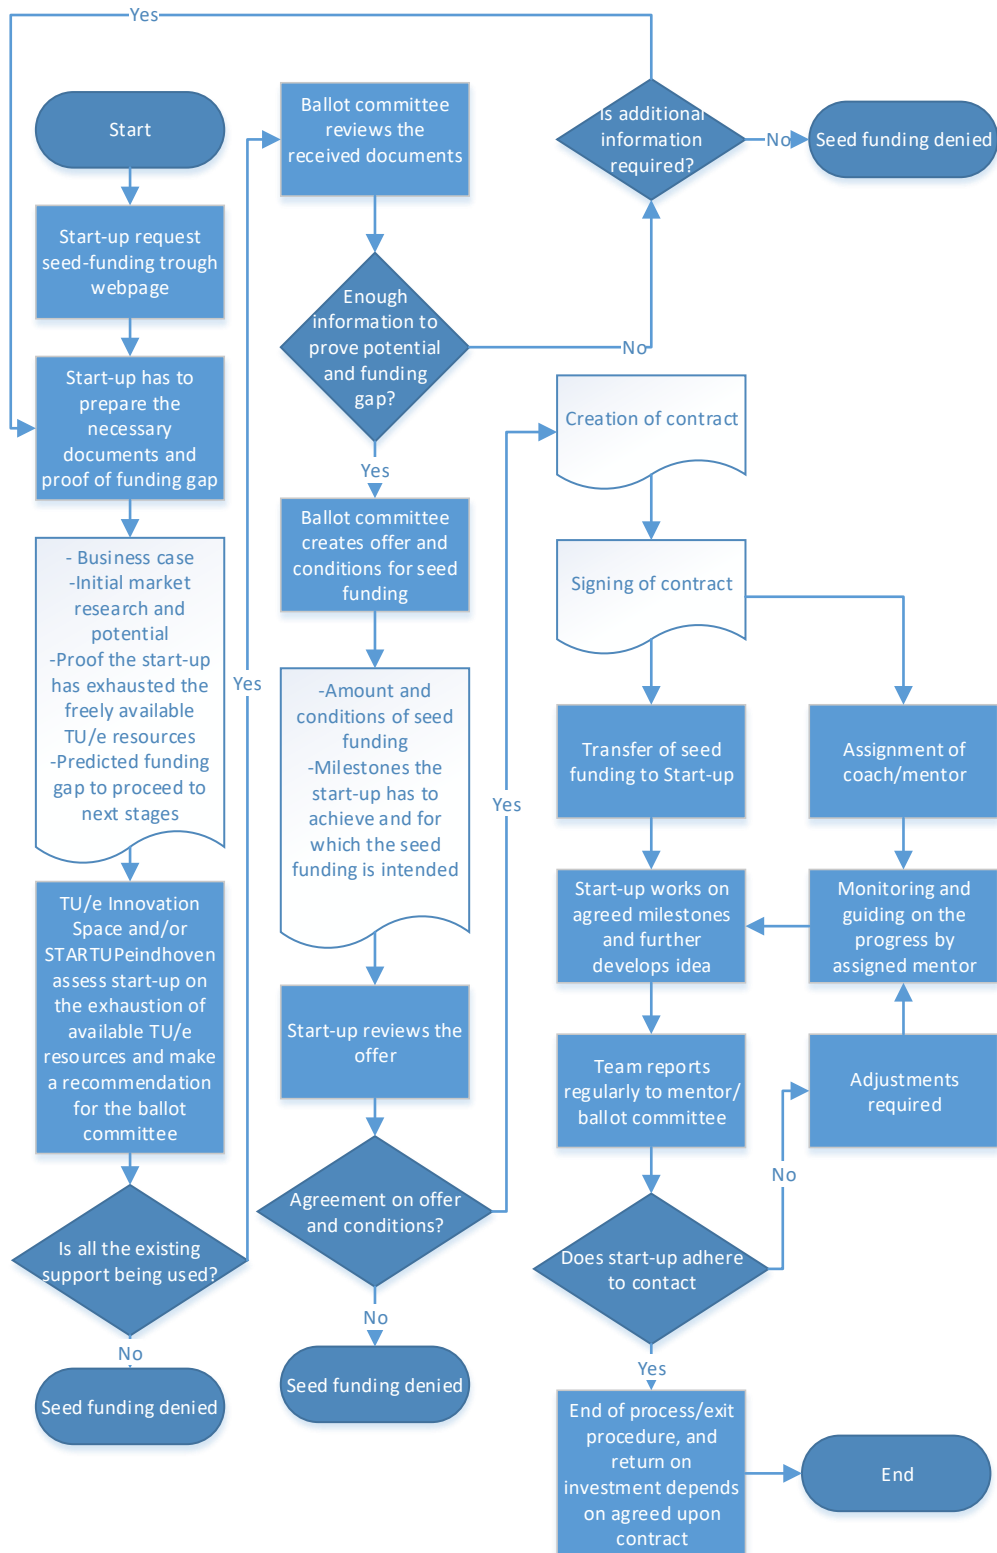 Yes
Start
Start-up request
seed-funding trough
webpage
Start-up has to
prepare the
necessary
documents and
proof of funding gap
- Business case
-Initial market
research and
potential
-Proof the start-up
has exhausted the
freely available
TU/e resources
-Predicted funding
gap to proceed to
next stages
TU/e Innovation
Space and/or
STARTUPeindhoven
assess start-up on
the exhaustion of
available TU/e
resources and make
a recommendation
for the ballot
committee
Is all the existing
support being used?
No
Seed funding denied
Yes
Ballot committee
reviews the
received documents
Enough
information to
prove potential
and funding
gap?
No
Yes
Is additional
information
required?
No
Seed funding denied
Ballot committee
creates offer and
conditions for seed
funding
-Amount and
conditions of seed
funding
-Milestones the
start-up has to
achieve and for
which the seed
funding is intended
Start-up reviews the
offer
Agreement on offer
and conditions?
No
Seed funding denied
Yes
Creation of contract
Signing of contract
Transfer of seed
funding to Start-up
Assignment of
coach/mentor
Start-up works on
agreed milestones
and further
develops idea
Monitoring and
guiding on the
progress by
assigned mentor
Team reports
regularly to mentor/
ballot committee
Adjustments
required
No
Does start-up adhere
to contact
Yes
End of process/exit
procedure, and
return on
investment depends
on agreed upon
contract
End